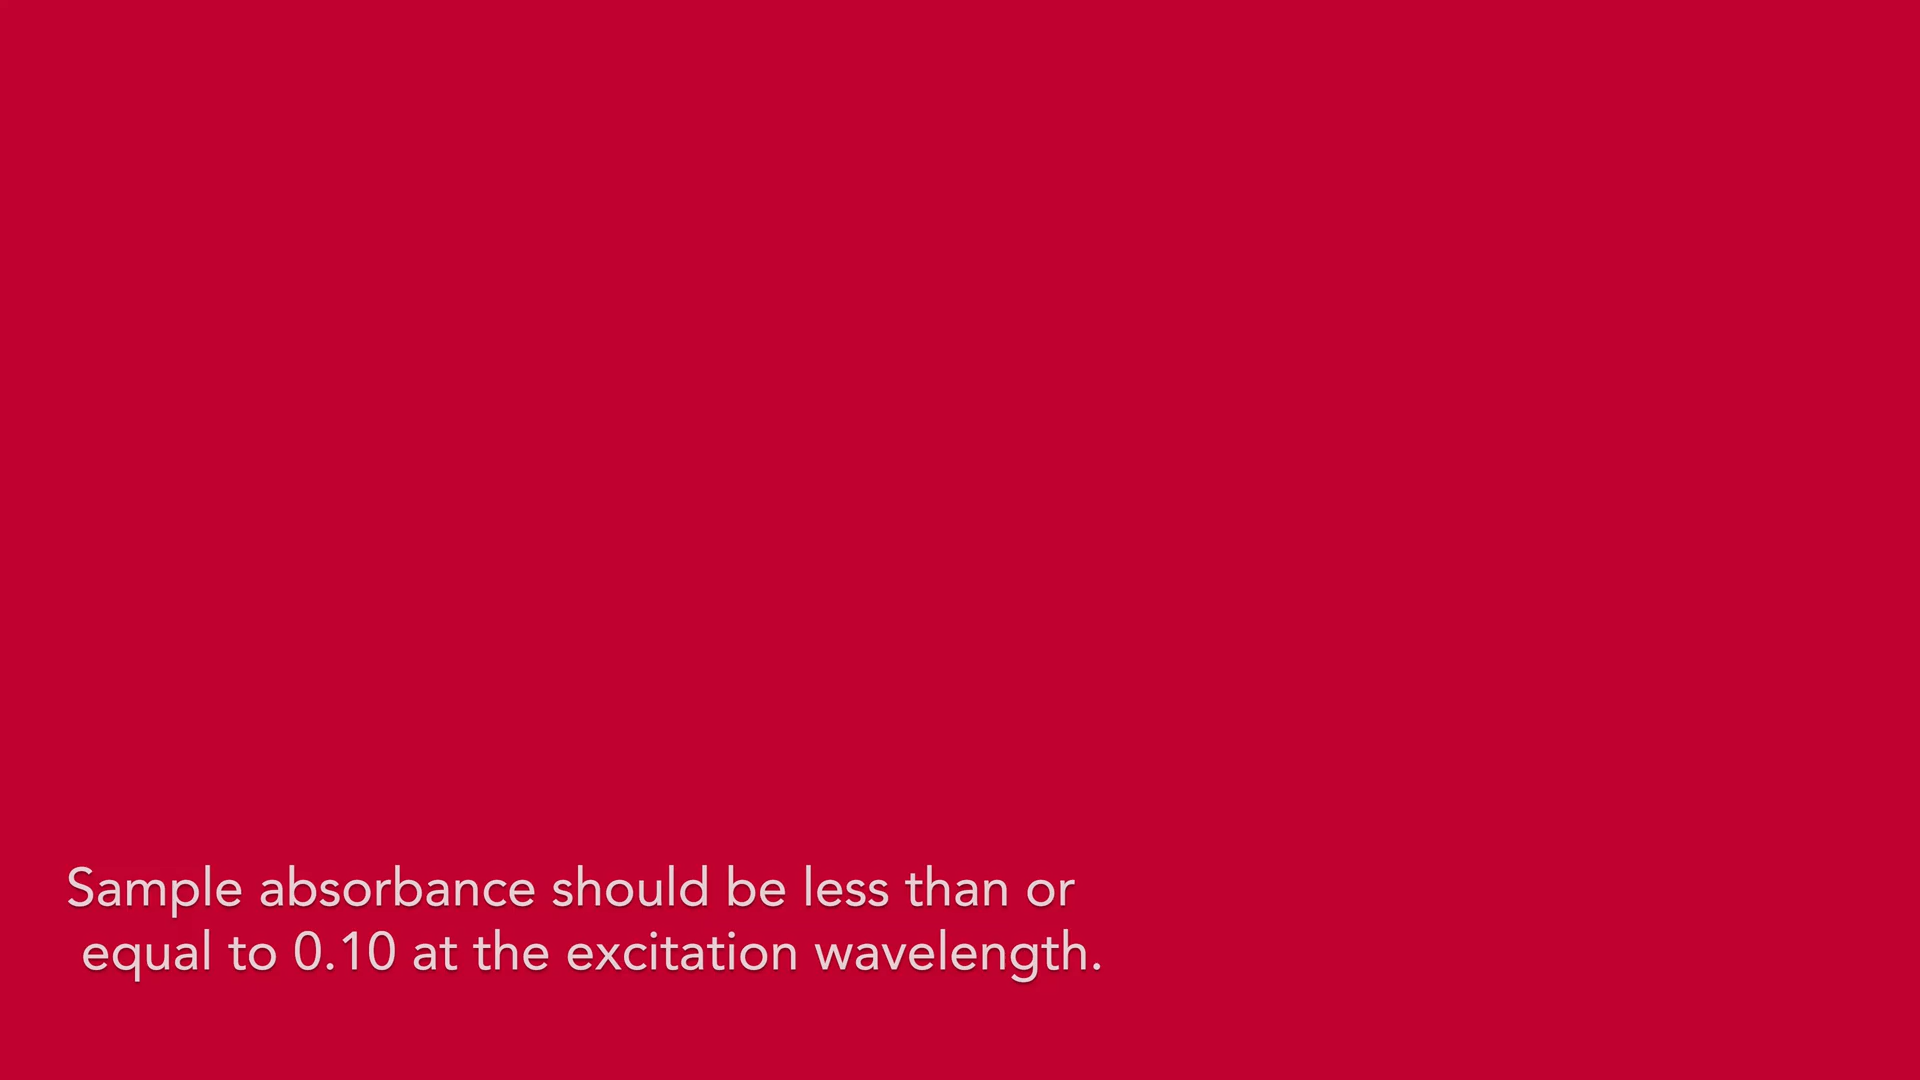 Sample absorbance should be less than or
equal to 0.10 at the excitation wavelength.